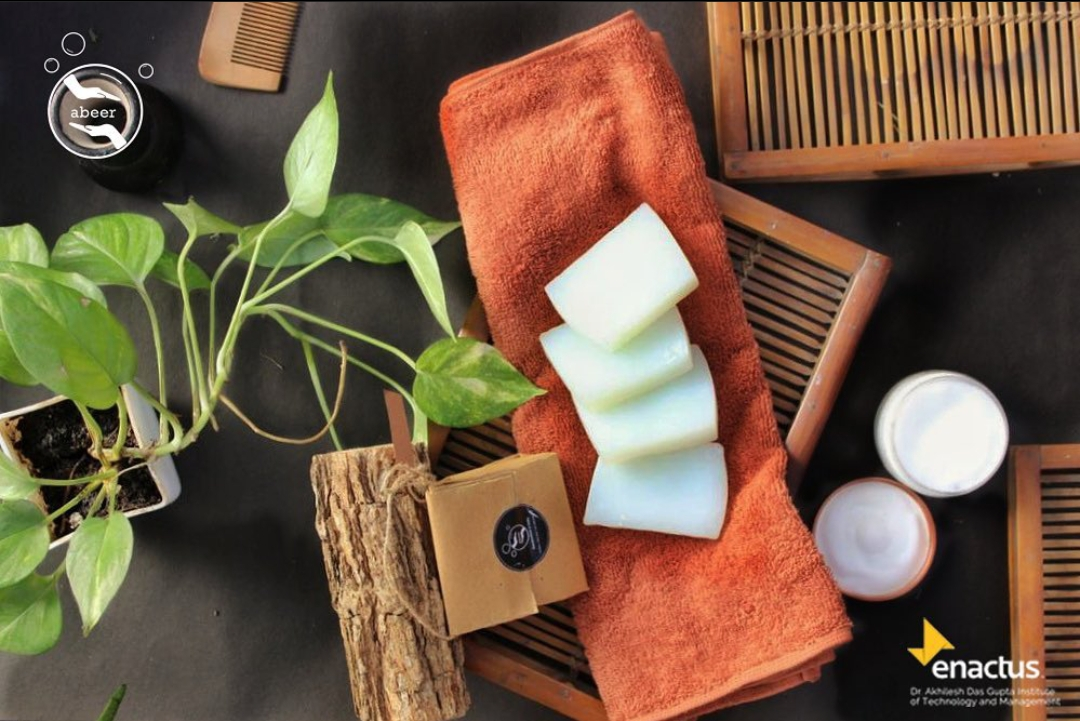 abeer
enactus
Dr. Akhilesh Das Gupta Institute
of Technology and Management